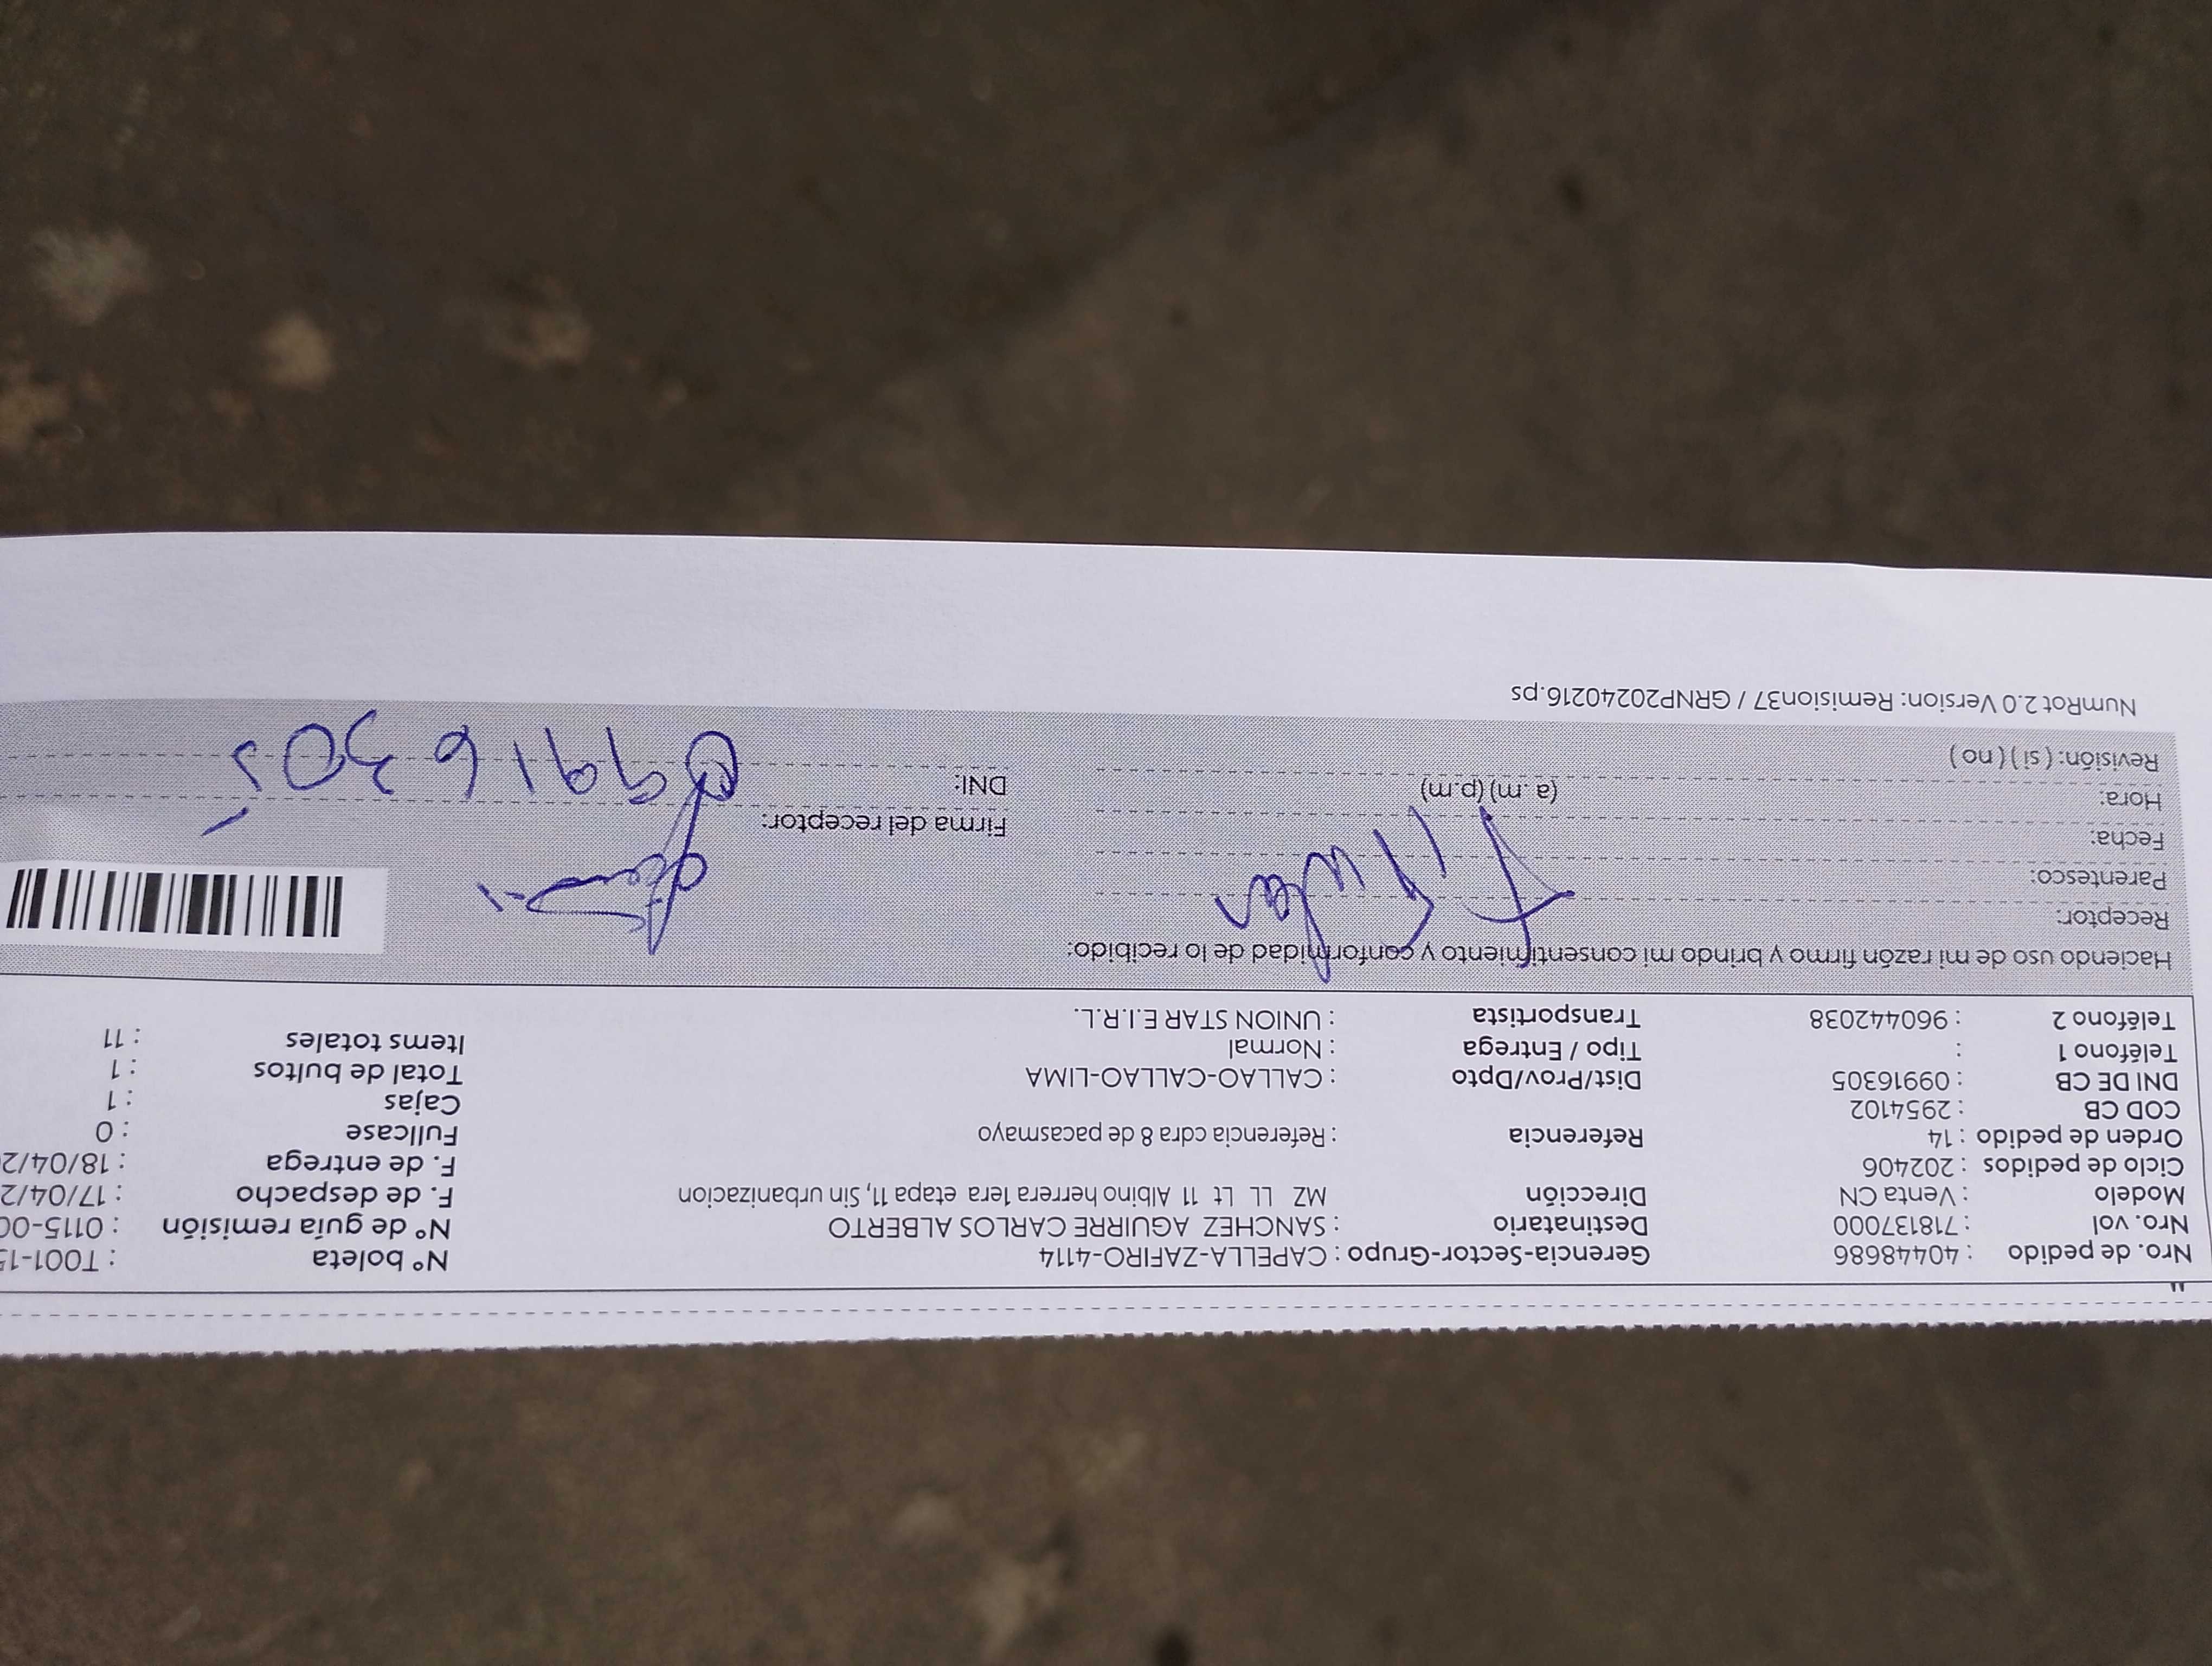 Nro. de pedido : 40448686 Gerencia-Sector-Grupo : CAPELLA-ZAFIRO-4114 N° boleta : T001-15
Nro. vol : 718137000 Destinatario : SANCHEZ AGUIRRE CARLOS ALBERTO N° de guía remisión : 0115-00
Modelo : Venta CN Dirección MZ LL Lt 11 Albino herrera 1era etapa 11, Sin urbanizacion F. de despacho : 17/04/2
Ciclo de pedidos : 202406 F. de entrega : 18/04/2
Orden de pedido : 14 Referencia : Referencia cdra 8 de pacasmayo Fullcase : 0
COD CB : 2954102 Cajas : 1
DNI DE CB : 09916305 Dist/Prov/Dpto : CALLAO-CALLAO-LIMA Total de bultos : 1
Teléfono 1 : Tipo / Entrega : Normal Items totales : 11
Teléfono 2 : 960442038 Transportista : UNION STAR E.I.R.L.
Haciendo uso de mi razón firmo y brindo mi consentimiento y conformidad de lo recibido:
Receptor:
Parentesco:
Fecha: Firma del receptor:
Hora: (a .m) (p.m) DNI: 09916305
Revisión: ( si ) ( no )
NumRot 2.0 Version: Remision37 / GRNP20240216.ps